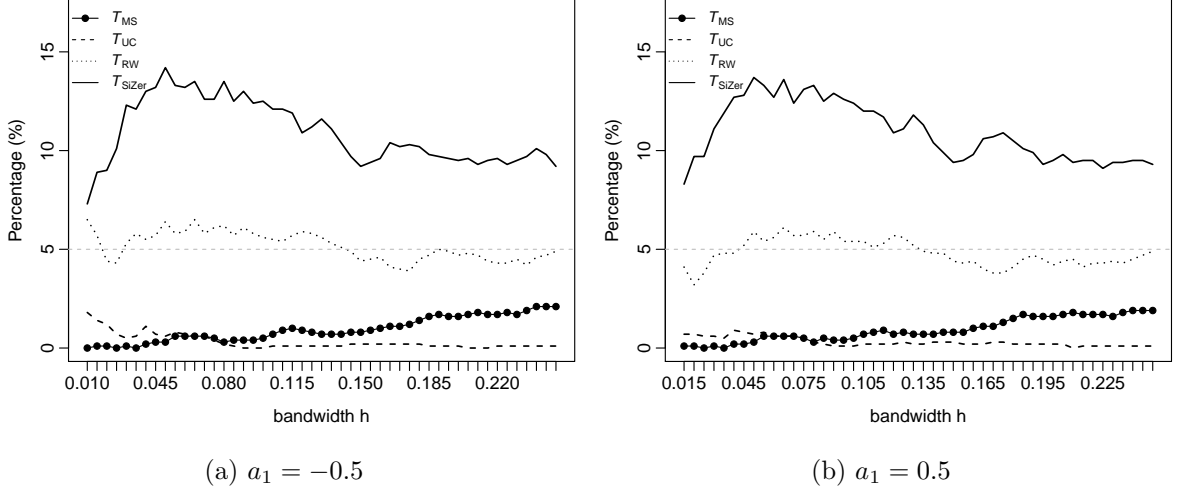 T_MS
T_UC
T_RW
T_SiZer
Percentage (%)
15
10
5
0
0.010 0.045 0.080 0.115 0.150 0.185 0.220
bandwidth h
(a) a₁ = −0.5
T_MS
T_UC
T_RW
T_SiZer
Percentage (%)
15
10
5
0
0.015 0.045 0.075 0.105 0.135 0.165 0.195 0.225
bandwidth h
(b) a₁ = 0.5